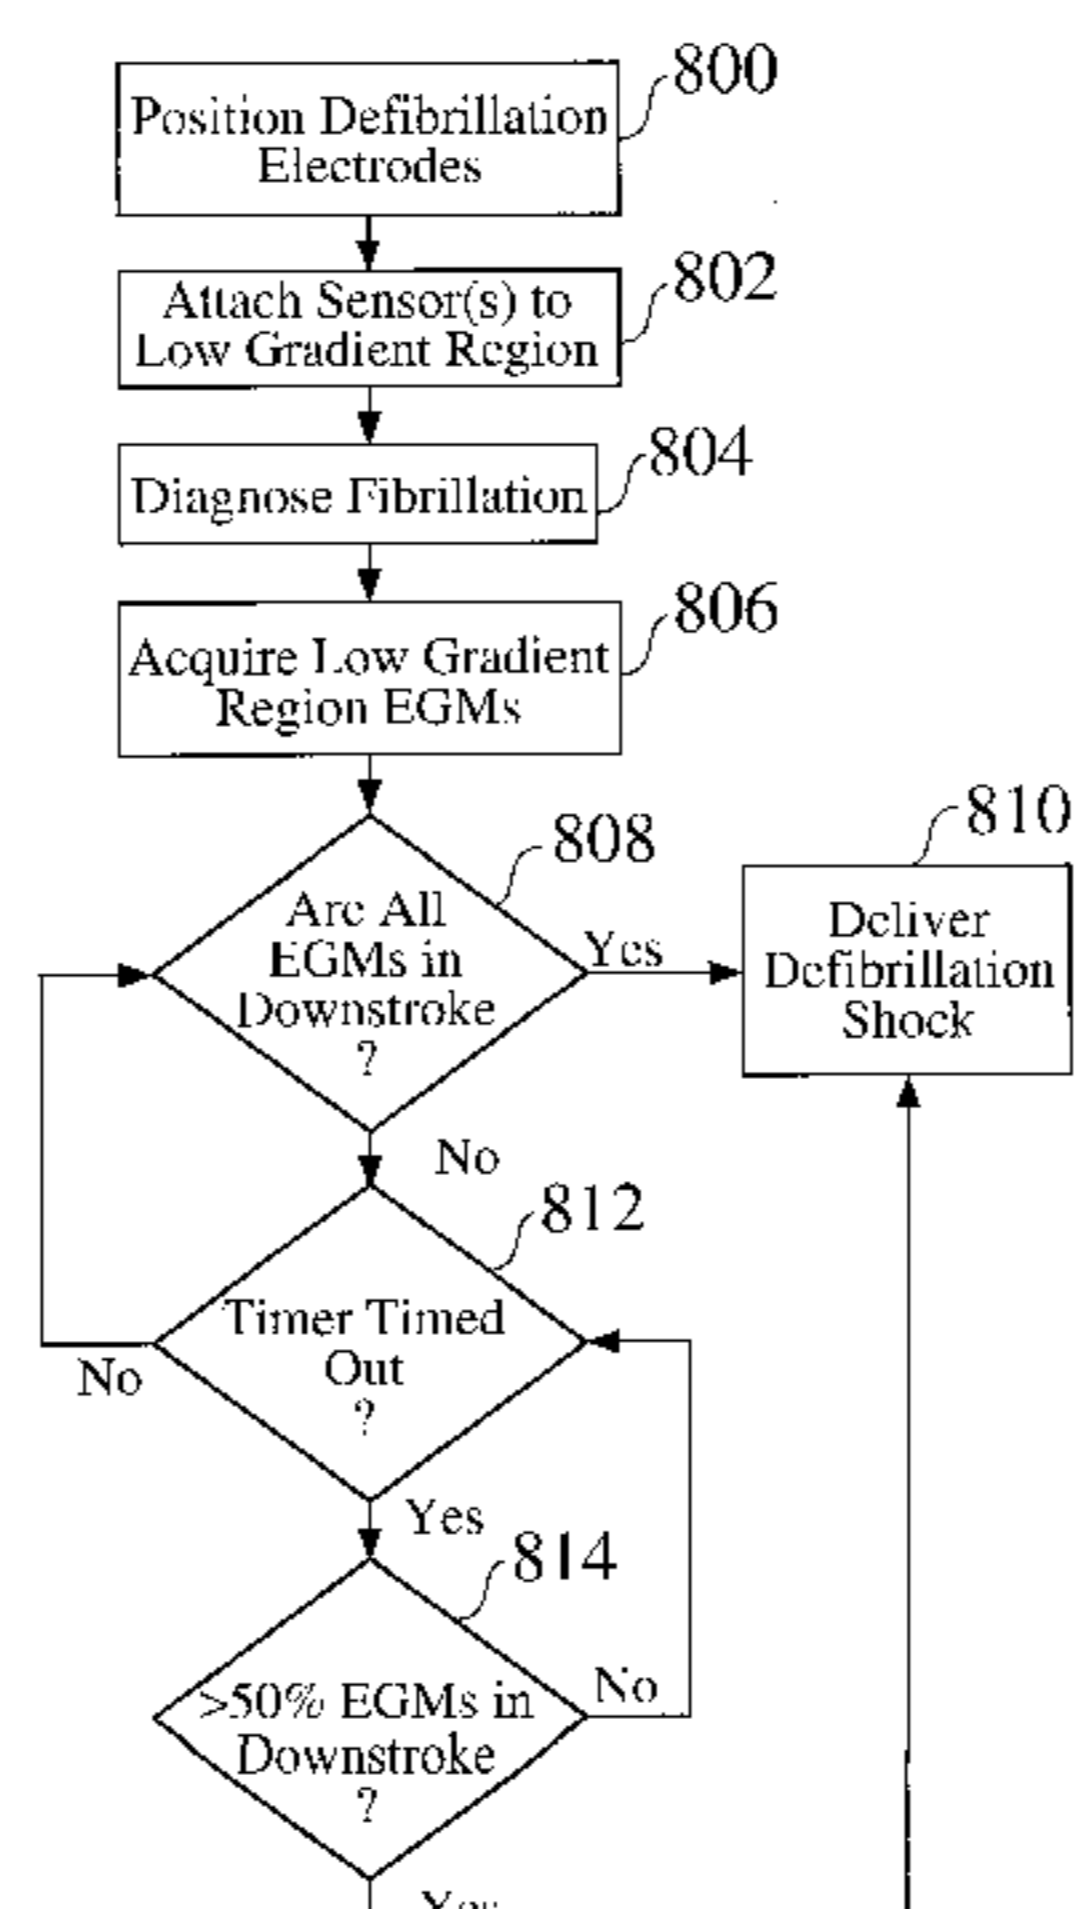 800
Position Defibrillation
Electrodes
802
Attach Sensor(s) to
Low Gradient Region
804
Diagnose Fibrillation
806
Acquire Low Gradient
Region EGMs
808
Are All
EGMs in
Downstroke
?
Yes
810
Deliver
Defibrillation
Shock
No
812
Timer Timed
Out
?
No
Yes
814
>50% EGMs in
Downstroke
?
No
Yes